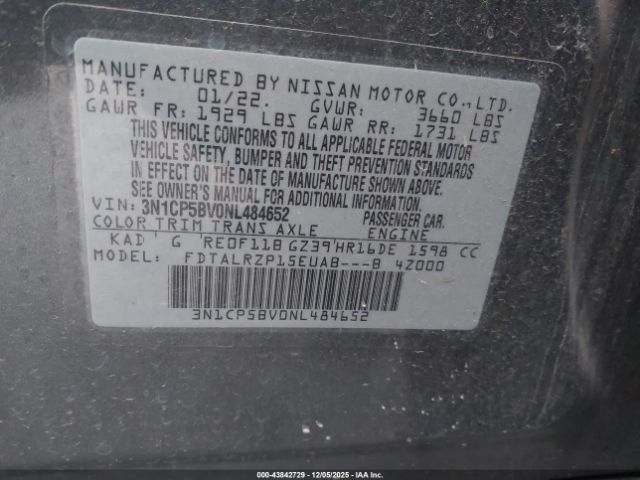 MANUFACTURED BY NISSAN MOTOR CO., LTD.
DATE: 01/22. GVWR: 3660 LBS
GAWR FR: 1929 LBS GAWR RR: 1731 LBS
THIS VEHICLE CONFORMS TO ALL APPLICABLE FEDERAL MOTOR
VEHICLE SAFETY, BUMPER AND THEFT PREVENTION STANDARDS
IN EFFECT ON THE DATE OF MANUFACTURE SHOWN ABOVE.
SEE OWNER'S MANUAL FOR ADDITIONAL INFORMATION.
VIN: 3N1CP5BV0NL484652 PASSENGER CAR.
COLOR TRIM TRANS AXLE ENGINE
KAD ' G RE0F11B GZ39'HR16DE 1598 CC
MODEL: FDTALRZP15EUAB---B 4Z000
3N1CP5BV0NL484652
000-43842729 - 12/05/2025 - IAAI, INC.